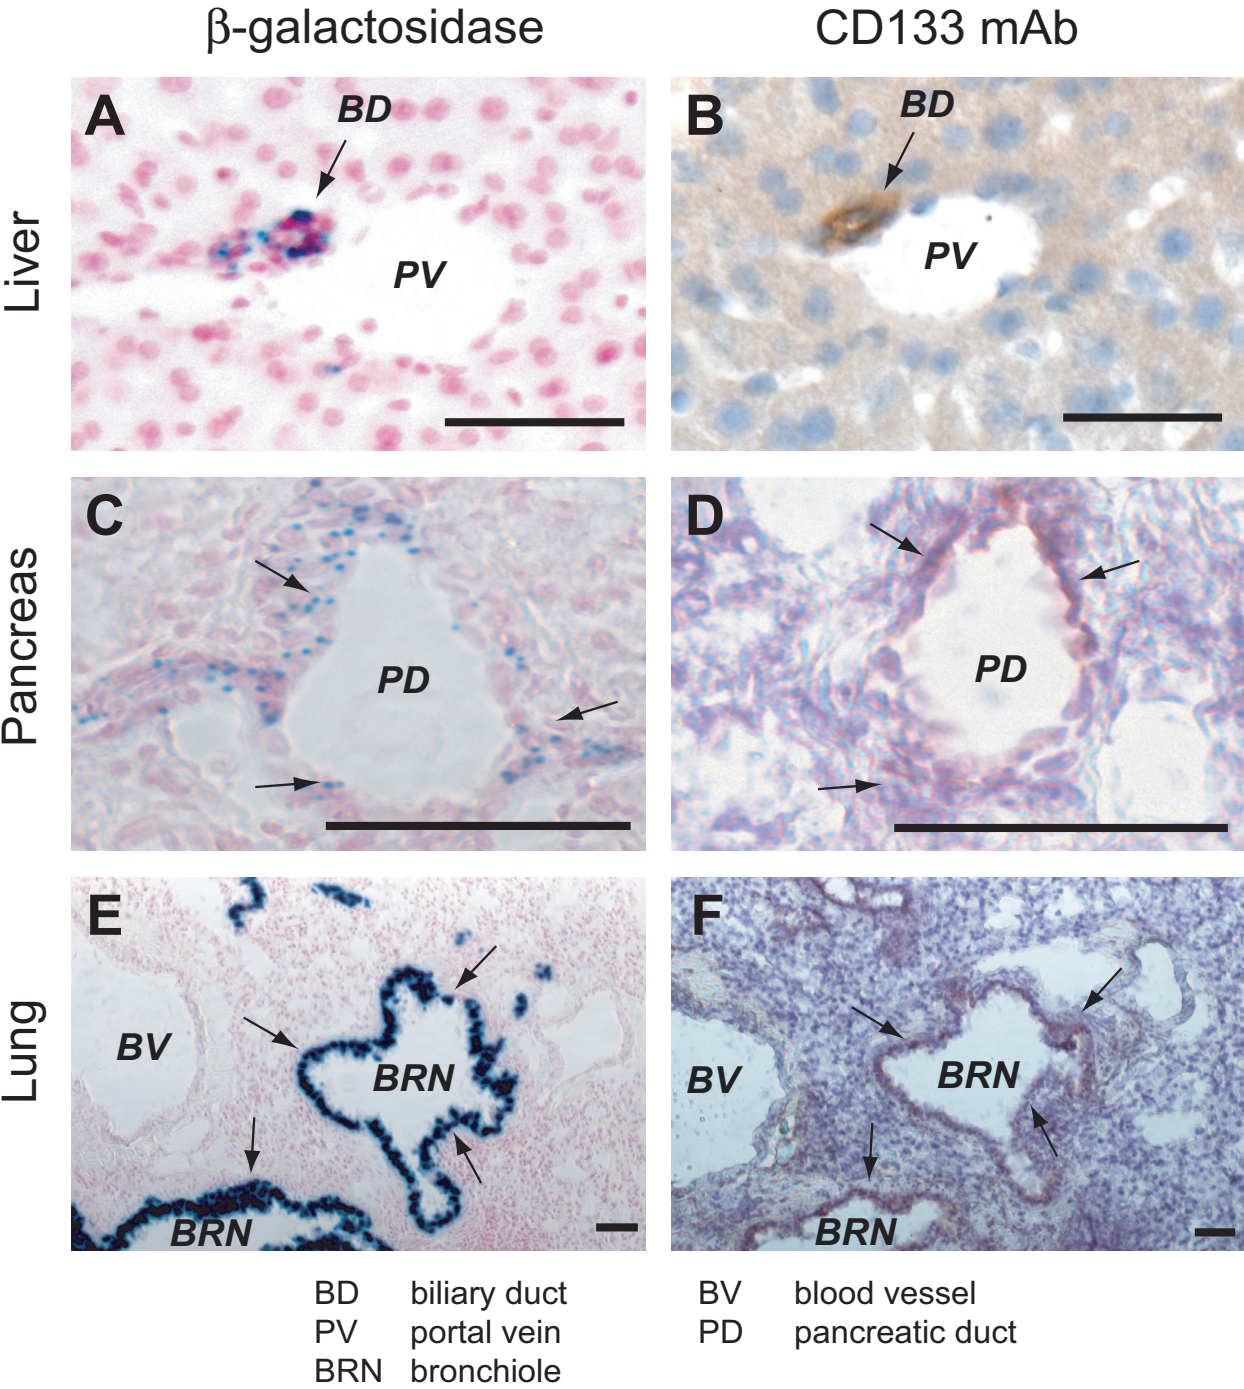 β-galactosidase CD133 mAb
Liver
A
BD
PV
B
BD
PV
Pancreas
C
PD
D
PD
Lung
E
BV
BRN
BRN
F
BV
BRN
BRN
BD biliary duct
PV portal vein
BRN bronchiole
BV blood vessel
PD pancreatic duct